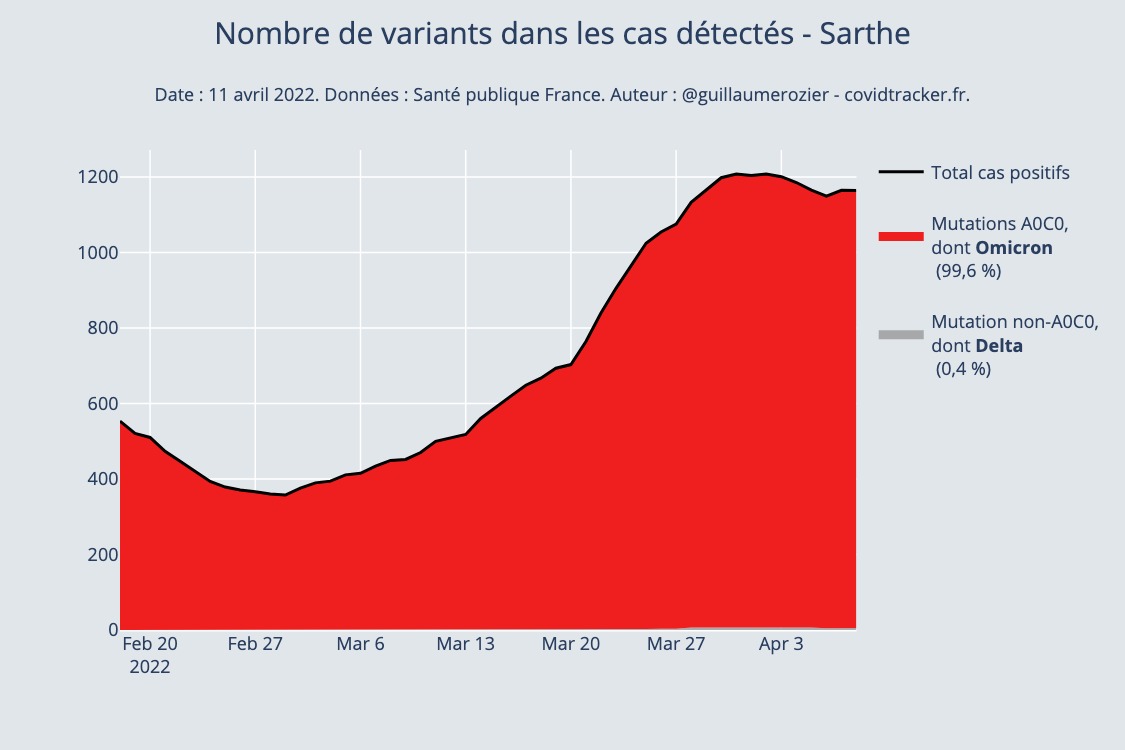 Nombre de variants dans les cas détectés - Sarthe
Date : 11 avril 2022. Données : Santé publique France. Auteur : @guillaumerozier - covidtracker.fr.
1200
1000
800
600
400
200
0
Feb 20
2022
Feb 27
Mar 6
Mar 13
Mar 20
Mar 27
Apr 3
Total cas positifs
Mutations A0C0,
dont Omicron
(99,6 %)
Mutation non-A0C0,
dont Delta
(0,4 %)